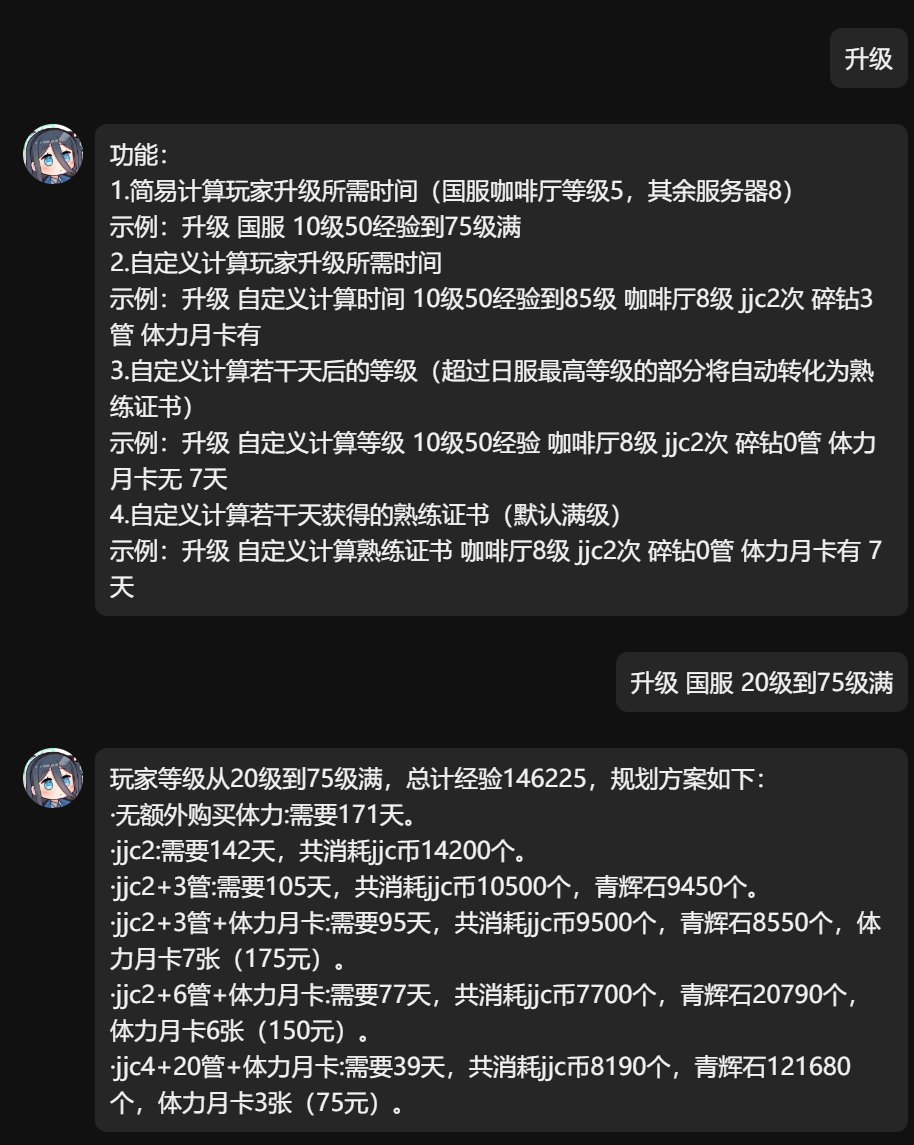 升级
功能：
1.简易计算玩家升级所需时间（国服咖啡厅等级5，其余服务器8）
示例：升级 国服 10级50经验到75级满
2.自定义计算玩家升级所需时间
示例：升级 自定义计算时间 10级50经验到85级 咖啡厅8级 jjc2次 碎钻3
管 体力月卡有
3.自定义计算若干天后的等级（超过日服最高等级的部分将自动转化为熟
练证书）
示例：升级 自定义计算等级 10级50经验 咖啡厅8级 jjc2次 碎钻0管 体力
月卡无 7天
4.自定义计算若干天获得的熟练证书（默认满级）
示例：升级 自定义计算熟练证书 咖啡厅8级 jjc2次 碎钻0管 体力月卡有 7
天
升级 国服 20级到75级满
玩家等级从20级到75级满，总计经验146225，规划方案如下：
·无额外购买体力:需要171天。
·jjc2:需要142天，共消耗jjc币14200个。
·jjc2+3管:需要105天，共消耗jjc币10500个，青辉石9450个。
·jjc2+3管+体力月卡:需要95天，共消耗jjc币9500个，青辉石8550个，体
力月卡7张（175元）。
·jjc2+6管+体力月卡:需要77天，共消耗jjc币7700个，青辉石20790个，
体力月卡6张（150元）。
·jjc4+20管+体力月卡:需要39天，共消耗jjc币8190个，青辉石121680
个，体力月卡3张（75元）。